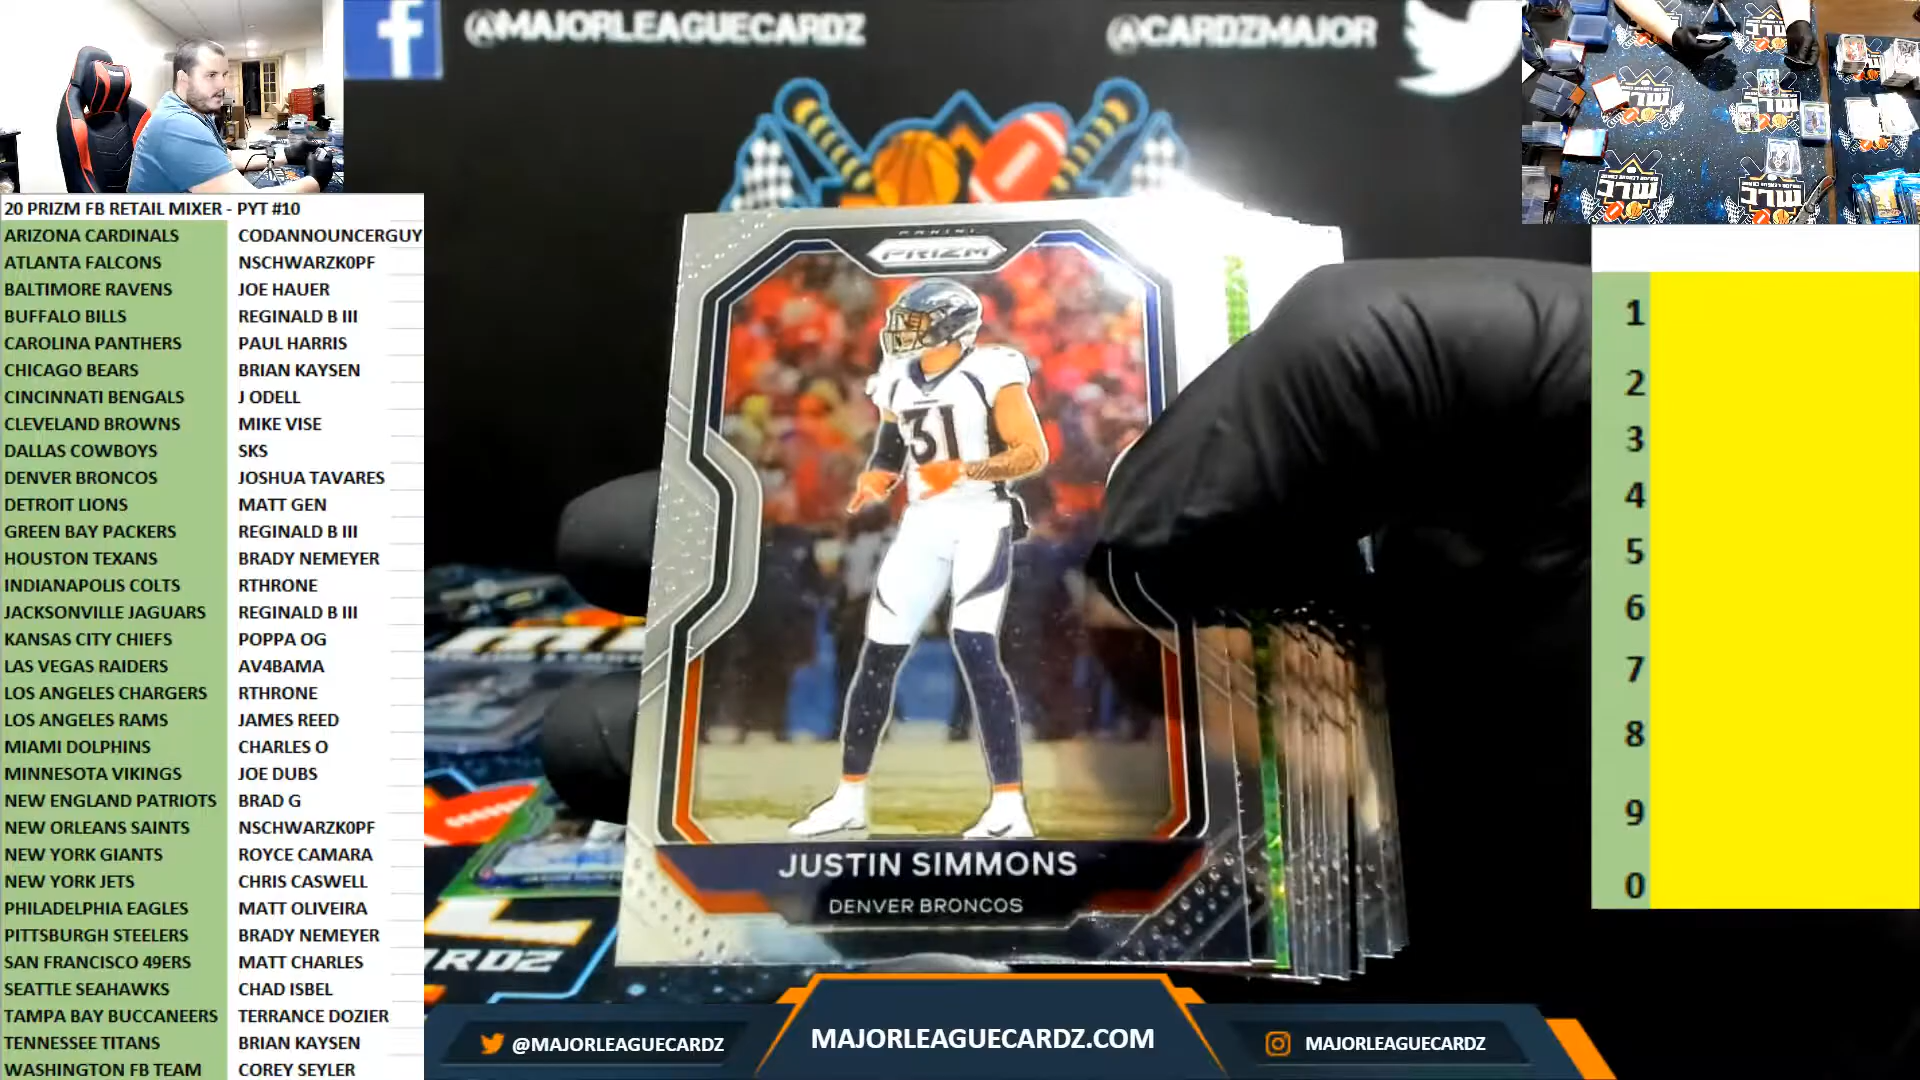 @MAJORLEAGUECARDZ
@CARDZMAJOR
20 PRIZM FB RETAIL MIXER - PYT #10
ARIZONA CARDINALS CODANNOUNCERGUY
ATLANTA FALCONS NSCHWARZK0PF
BALTIMORE RAVENS JOE HAUER
BUFFALO BILLS REGINALD B III
CAROLINA PANTHERS PAUL HARRIS
CHICAGO BEARS BRIAN KAYSEN
CINCINNATI BENGALS J ODELL
CLEVELAND BROWNS MIKE VISE
DALLAS COWBOYS SKS
DENVER BRONCOS JOSHUA TAVARES
DETROIT LIONS MATT GEN
GREEN BAY PACKERS REGINALD B III
HOUSTON TEXANS BRADY NEMEYER
INDIANAPOLIS COLTS RTHRONE
JACKSONVILLE JAGUARS REGINALD B III
KANSAS CITY CHIEFS POPPA OG
LAS VEGAS RAIDERS AV4BAMA
LOS ANGELES CHARGERS RTHRONE
LOS ANGELES RAMS JAMES REED
MIAMI DOLPHINS CHARLES O
MINNESOTA VIKINGS JOE DUBS
NEW ENGLAND PATRIOTS BRAD G
NEW ORLEANS SAINTS NSCHWARZK0PF
NEW YORK GIANTS ROYCE CAMARA
NEW YORK JETS CHRIS CASWELL
PHILADELPHIA EAGLES MATT OLIVEIRA
PITTSBURGH STEELERS BRADY NEMEYER
SAN FRANCISCO 49ERS MATT CHARLES
SEATTLE SEAHAWKS CHAD ISBEL
TAMPA BAY BUCCANEERS TERRANCE DOZIER
TENNESSEE TITANS BRIAN KAYSEN
WASHINGTON FB TEAM COREY SEYLER
PANINI
PRIZM
31
JUSTIN SIMMONS
DENVER BRONCOS
1
2
3
4
5
6
7
8
9
0
@MAJORLEAGUECARDZ
MAJORLEAGUECARDZ.COM
MAJORLEAGUECARDZ